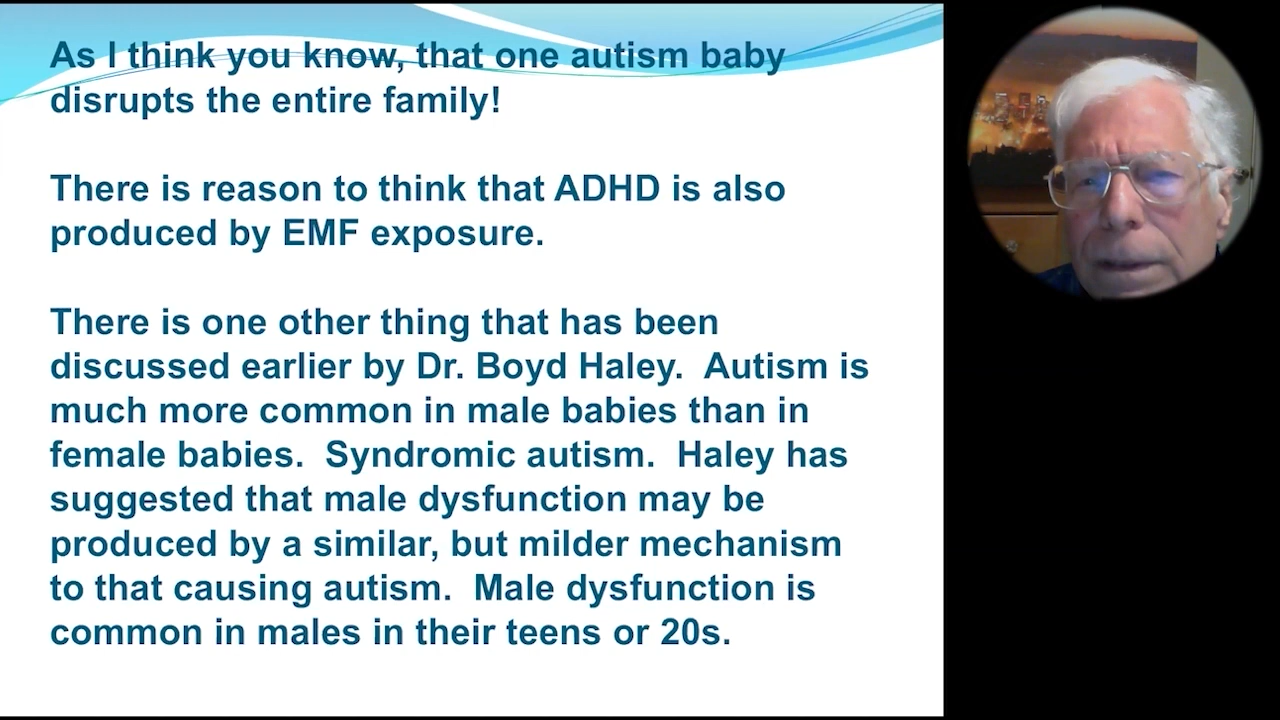 As I think you know, that one autism baby
disrupts the entire family!
There is reason to think that ADHD is also
produced by EMF exposure.
There is one other thing that has been
discussed earlier by Dr. Boyd Haley.  Autism is
much more common in male babies than in
female babies.  Syndromic autism.  Haley has
suggested that male dysfunction may be
produced by a similar, but milder mechanism
to that causing autism.  Male dysfunction is
common in males in their teens or 20s.